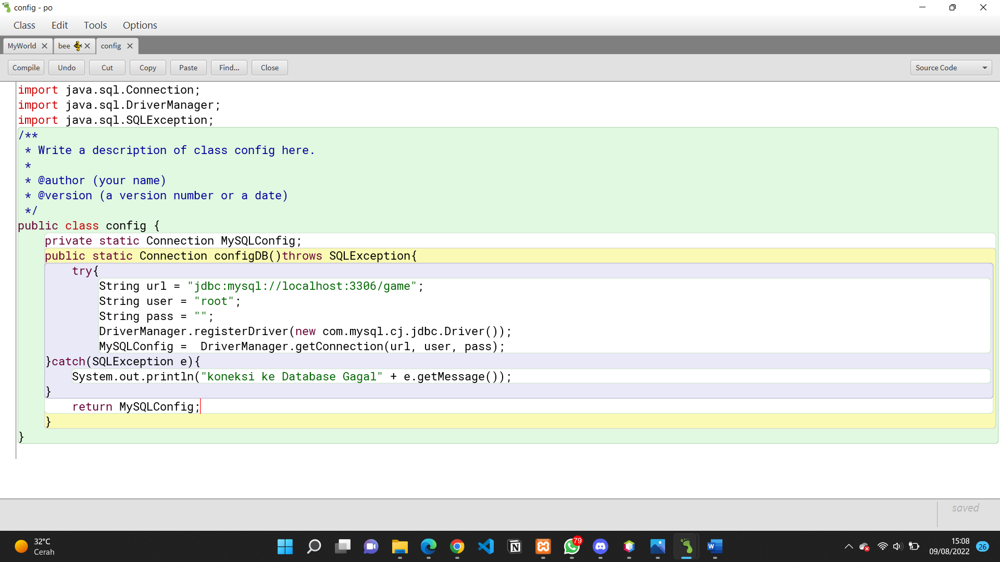 config - po
Class Edit Tools Options
MyWorld bee config
Compile Undo Cut Copy Paste Find... Close Source Code
import java.sql.Connection;
import java.sql.DriverManager;
import java.sql.SQLException;
/**
 * Write a description of class config here.
 *
 * @author (your name)
 * @version (a version number or a date)
 */
public class config {
    private static Connection MySQLConfig;
    public static Connection configDB()throws SQLException{
        try{
            String url = "jdbc:mysql://localhost:3306/game";
            String user = "root";
            String pass = "";
            DriverManager.registerDriver(new com.mysql.cj.jdbc.Driver());
            MySQLConfig =  DriverManager.getConnection(url, user, pass);
    }catch(SQLException e){
        System.out.println("koneksi ke Database Gagal" + e.getMessage());
    }
        return MySQLConfig;
    }
}
saved
32°C
Cerah
79
15:08
09/08/2022
26